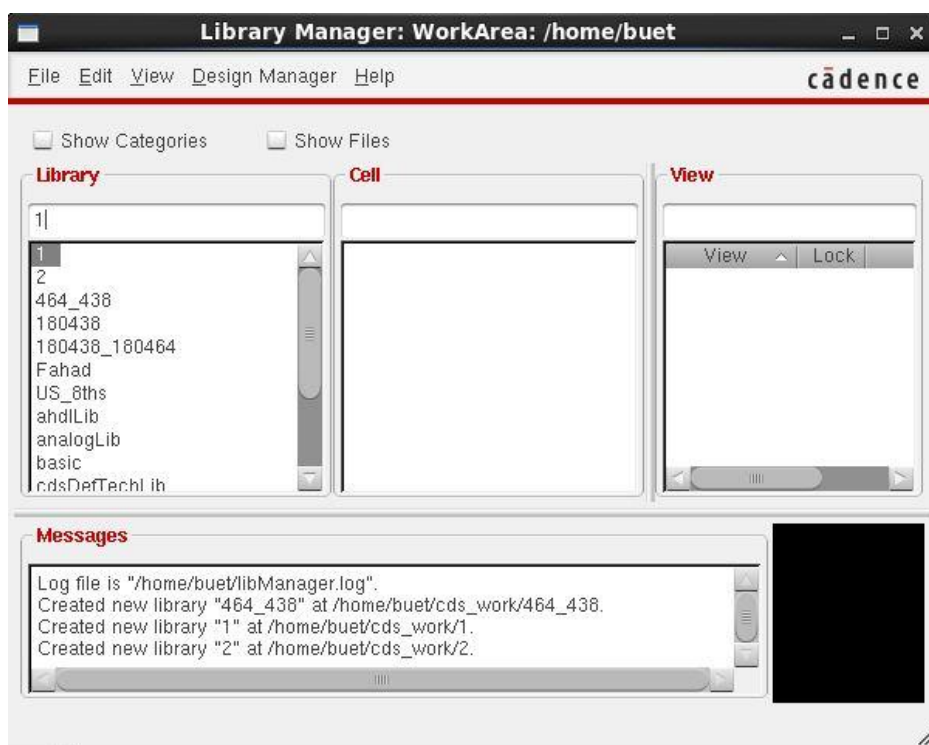 Library Manager: WorkArea: /home/buet
File Edit View Design Manager Help
cādence
Show Categories Show Files
Library Cell View
1
1
2
464_438
180438
180438_180464
Fahad
US_8ths
ahdlLib
analogLib
basic
cdsDefTechLib
View Lock
Messages
Log file is "/home/buet/libManager.log".
Created new library "464_438" at /home/buet/cds_work/464_438.
Created new library "1" at /home/buet/cds_work/1.
Created new library "2" at /home/buet/cds_work/2.